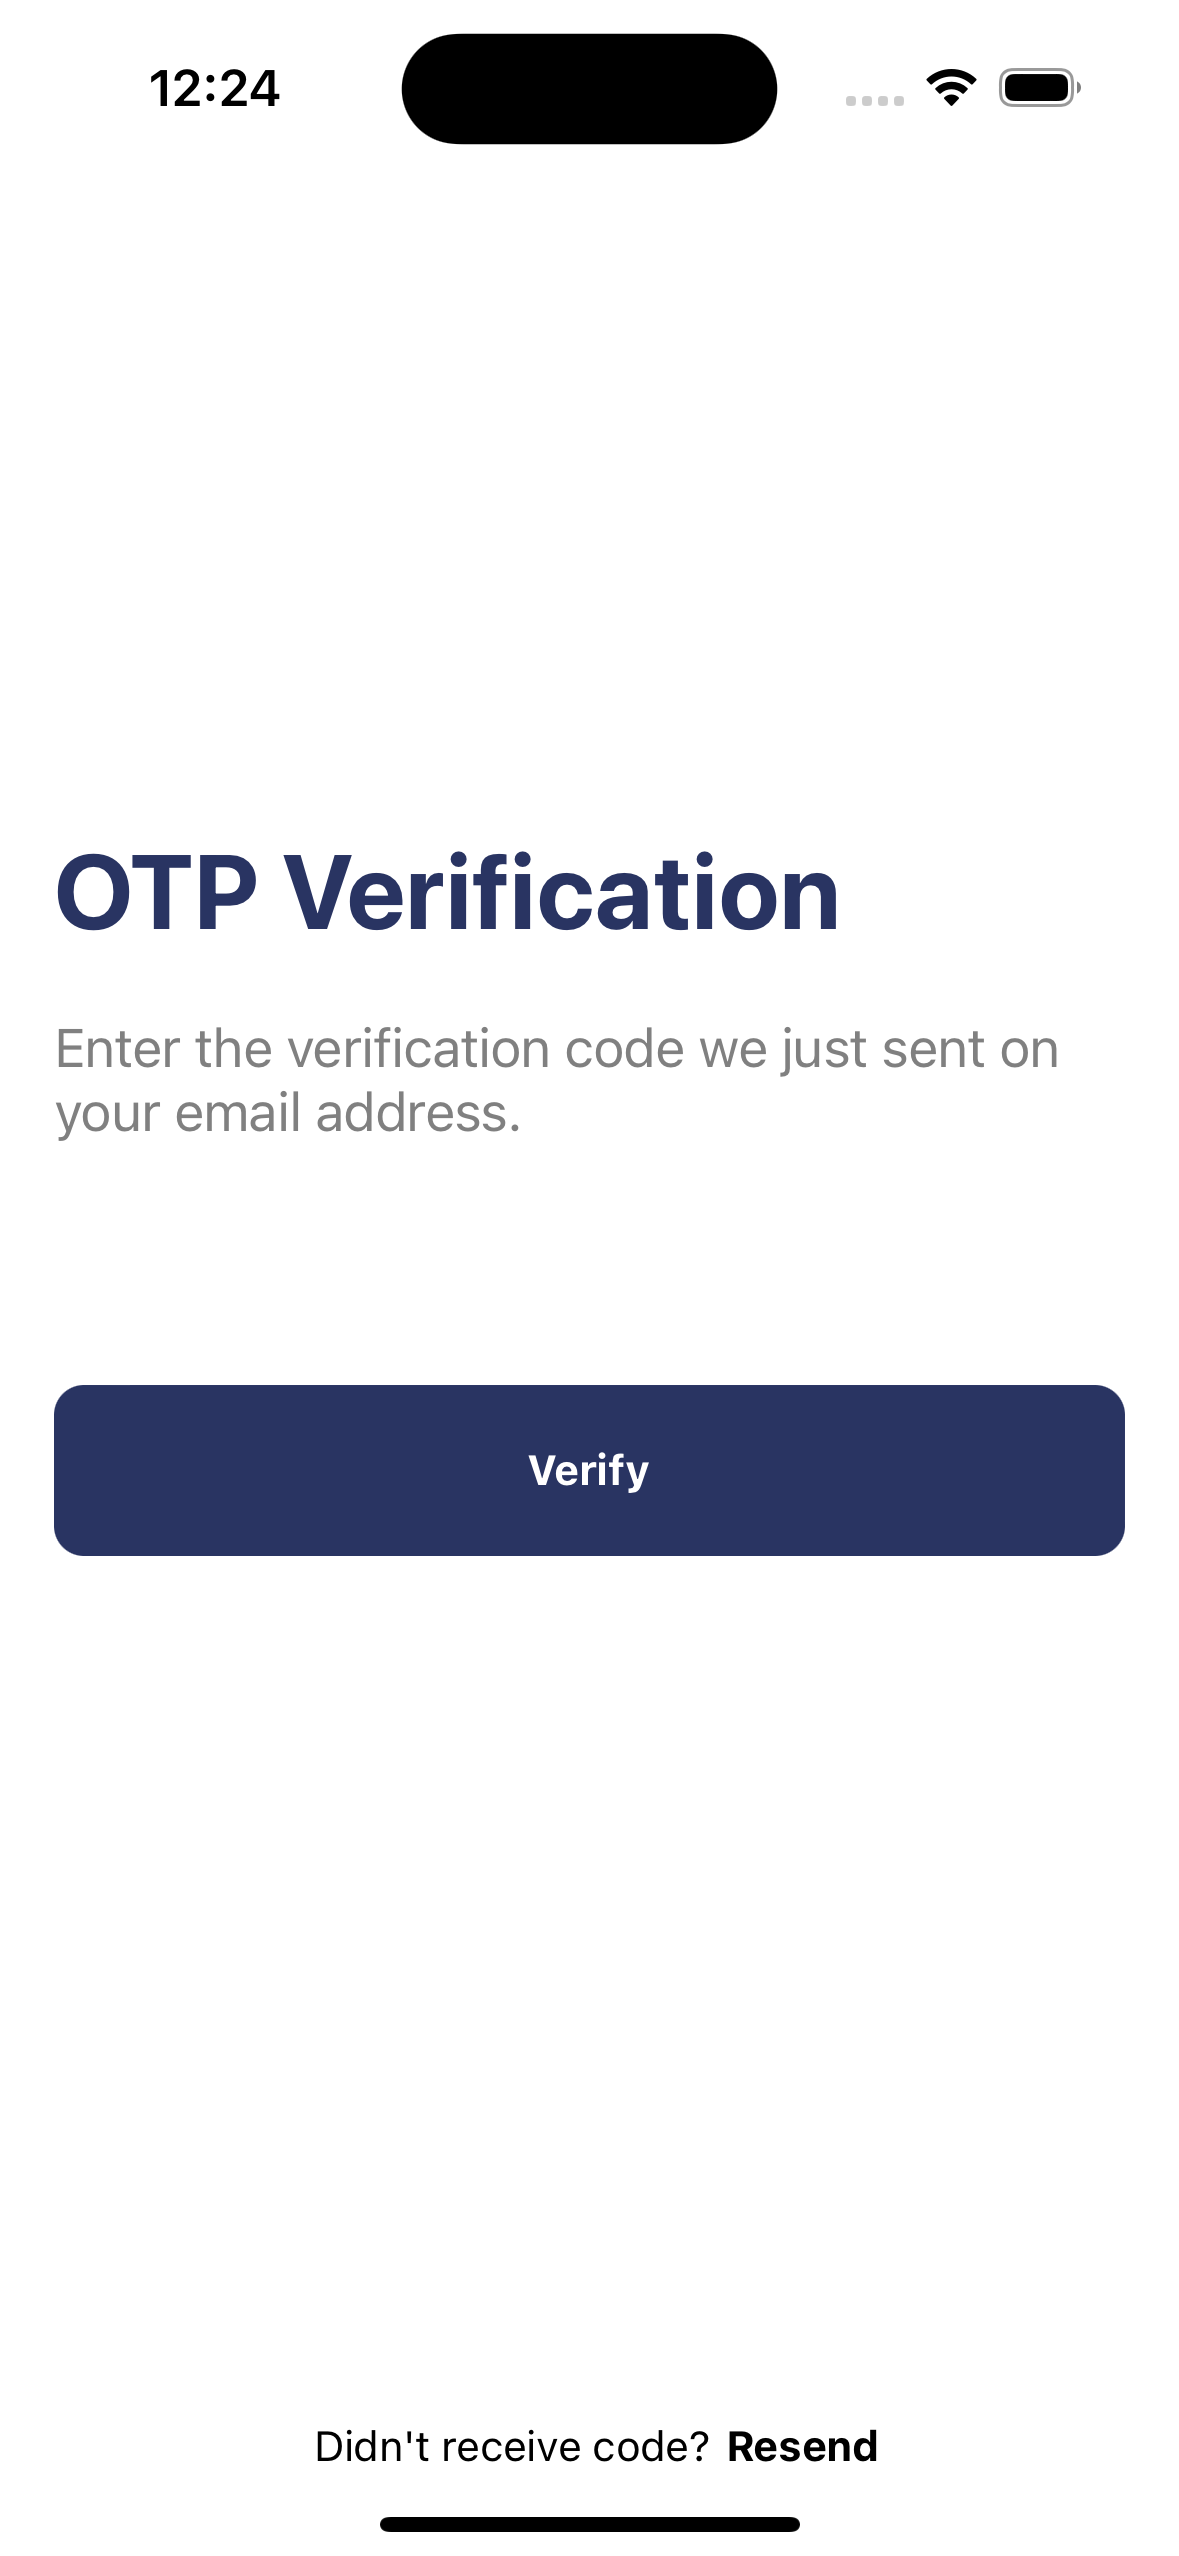 12:24
OTP Verification
Enter the verification code we just sent on
your email address.
Verify
Didn't receive code? Resend